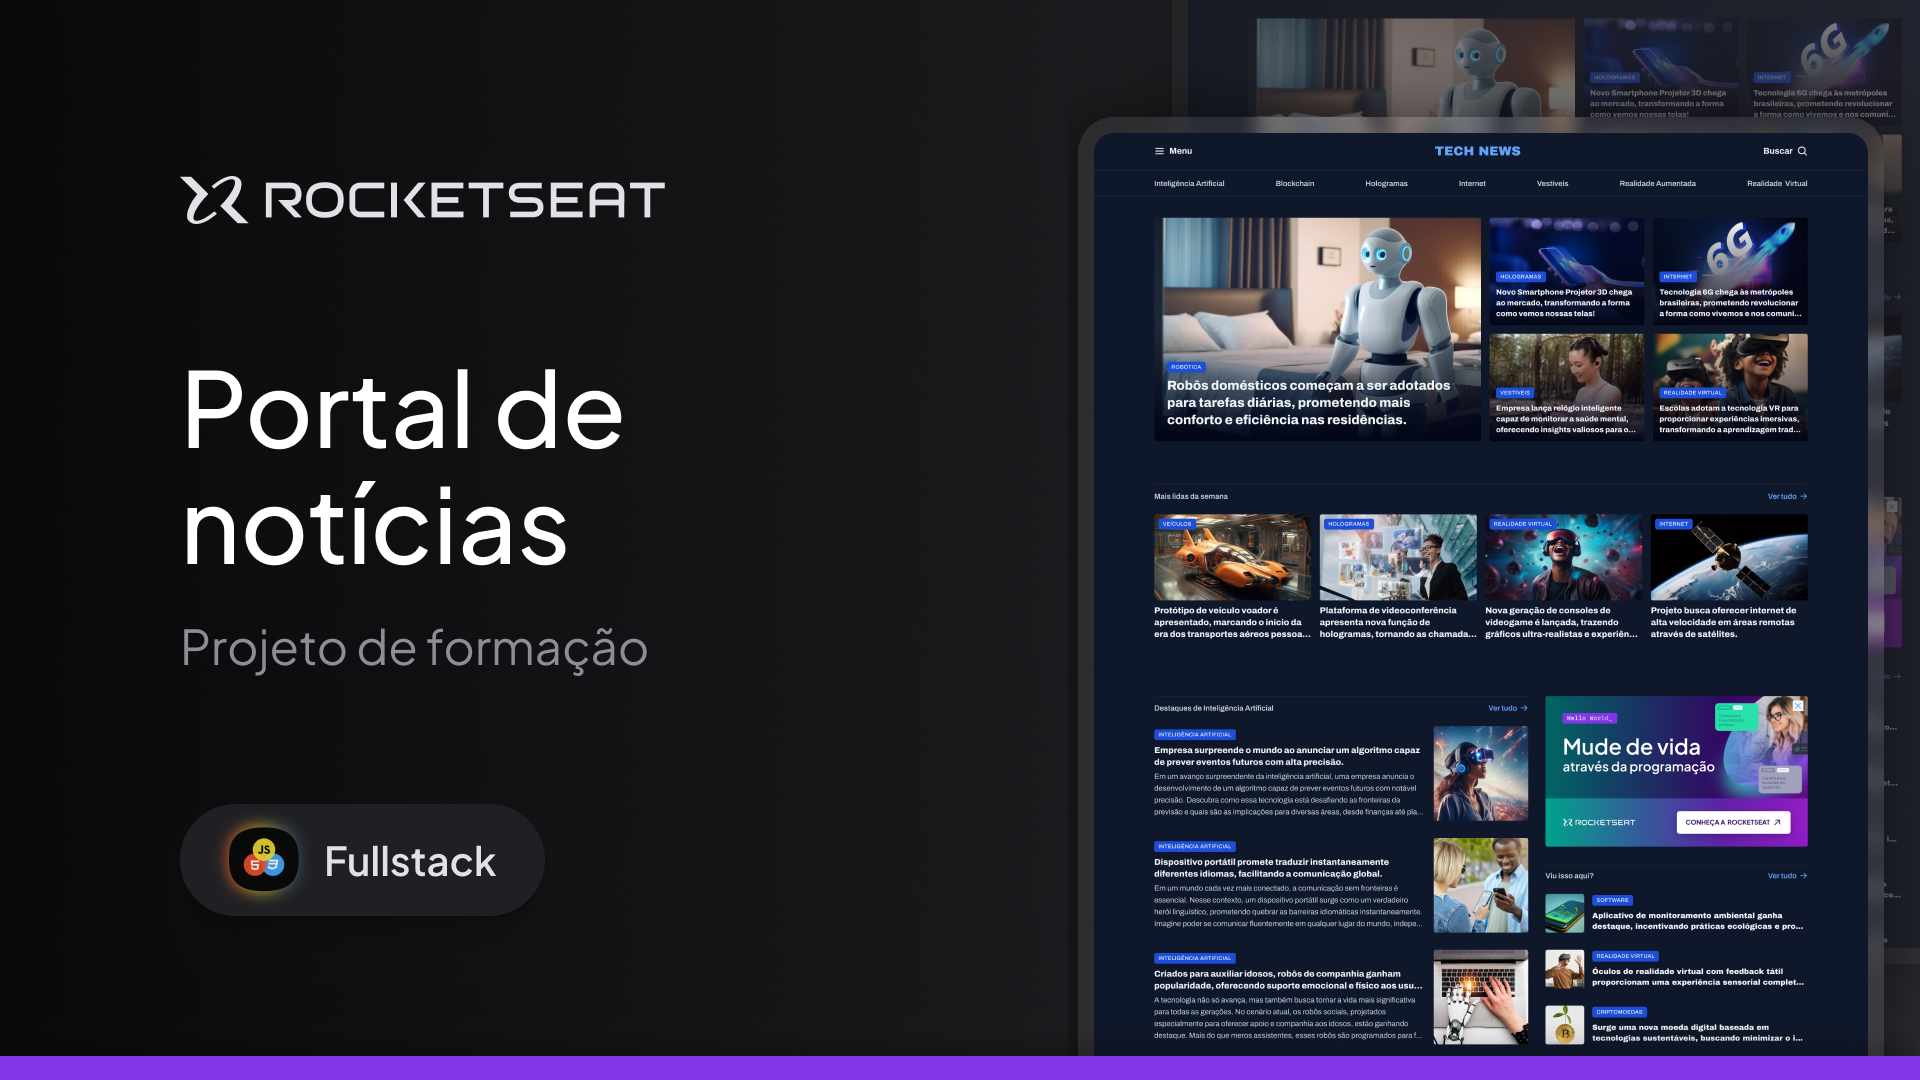 ROCKETSEAT
Portal de
notícias
Projeto de formação
JS
Fullstack
HOLOGRAMAS
Novo Smartphone Projetor 3D chega
ao mercado, transformando a forma
como vemos nossas telas!
6G
INTERNET
Tecnologia 6G chega às metrópoles
brasileiras, prometendo revolucionar
a forma como vivemos e nos comuni...
Menu
TECH NEWS
Buscar
Inteligência Artificial
Blockchain
Hologramas
Internet
Vestíveis
Realidade Aumentada
Realidade Virtual
ROBÓTICA
Robôs domésticos começam a ser adotados
para tarefas diárias, prometendo mais
conforto e eficiência nas residências.
HOLOGRAMAS
Novo Smartphone Projetor 3D chega
ao mercado, transformando a forma
como vemos nossas telas!
6G
INTERNET
Tecnologia 6G chega às metrópoles
brasileiras, prometendo revolucionar
a forma como vivemos e nos comuni...
VESTÍVEIS
Empresa lança relógio inteligente
capaz de monitorar a saúde mental,
oferecendo insights valiosos para o...
REALIDADE VIRTUAL
Escolas adotam a tecnologia VR para
proporcionar experiências imersivas,
transformando a aprendizagem trad...
Mais lidas da semana
Ver tudo
VEÍCULOS
Protótipo de veículo voador é
apresentado, marcando o início da
era dos transportes aéreos pessoa...
HOLOGRAMAS
Plataforma de videoconferência
apresenta nova função de
hologramas, tornando as chamada...
REALIDADE VIRTUAL
Nova geração de consoles de
videogame é lançada, trazendo
gráficos ultra-realistas e experiên...
INTERNET
Projeto busca oferecer internet de
alta velocidade em áreas remotas
através de satélites.
Destaques de Inteligência Artificial
Ver tudo
INTELIGÊNCIA ARTIFICIAL
Empresa surpreende o mundo ao anunciar um algoritmo capaz
de prever eventos futuros com alta precisão.
Em um avanço surpreendente da inteligência artificial, uma empresa anuncia o
desenvolvimento de um algoritmo capaz de prever eventos futuros com notável
precisão. Descubra como essa tecnologia está desafiando as fronteiras da
previsão e quais são as implicações para diversas áreas, desde finanças até pla...
INTELIGÊNCIA ARTIFICIAL
Dispositivo portátil promete traduzir instantaneamente
diferentes idiomas, facilitando a comunicação global.
Em um mundo cada vez mais conectado, a comunicação sem fronteiras é
essencial. Nesse contexto, um dispositivo portátil surge como um verdadeiro
herói linguístico, prometendo quebrar as barreiras idiomáticas instantaneamente.
Imagine poder se comunicar fluentemente em qualquer lugar do mundo, indepe...
INTELIGÊNCIA ARTIFICIAL
Criados para auxiliar idosos, robôs de companhia ganham
popularidade, oferecendo suporte emocional e físico aos usu...
A tecnologia não só avança, mas também busca tornar a vida mais significativa
para todas as gerações. No cenário atual, os robôs sociais, projetados
especialmente para oferecer apoio e companhia aos idosos, estão ganhando
destaque. Mais do que meros assistentes, esses robôs são programados para f...
Hello World_
Mude de vida
através da programação
ROCKETSEAT
CONHEÇA A ROCKETSEAT
Viu isso aqui?
Ver tudo
SOFTWARE
Aplicativo de monitoramento ambiental ganha
destaque, incentivando práticas ecológicas e pro...
REALIDADE VIRTUAL
Óculos de realidade virtual com feedback tátil
proporcionam uma experiência sensorial complet...
CRIPTOMOEDAS
Surge uma nova moeda digital baseada em
tecnologias sustentáveis, buscando minimizar o i...